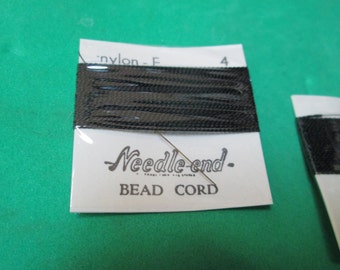 nylon - F 4
-Needle-end-
BEAD CORD